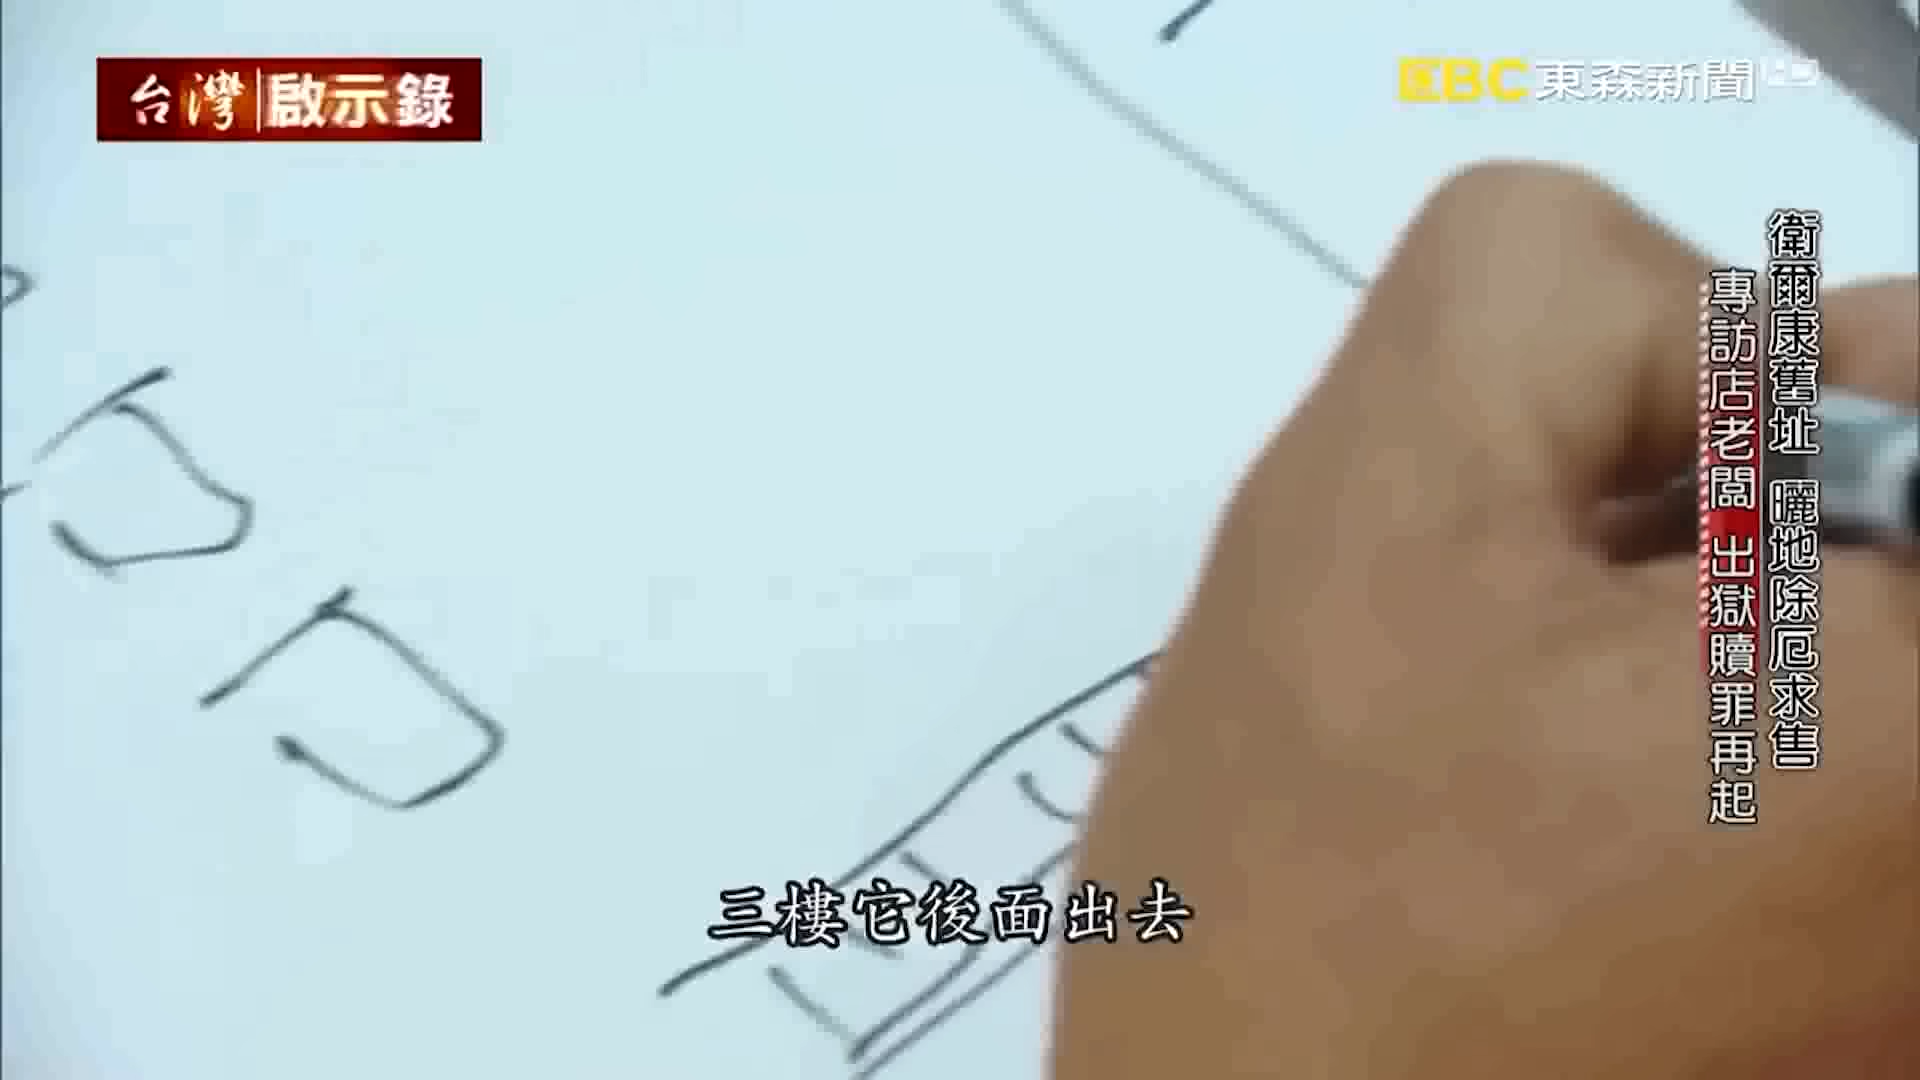 台灣啟示錄
EBC東森新聞HD
衛爾康舊址 曬地除厄求售
專訪店老闆 出獄贖罪再起
三樓它後面出去